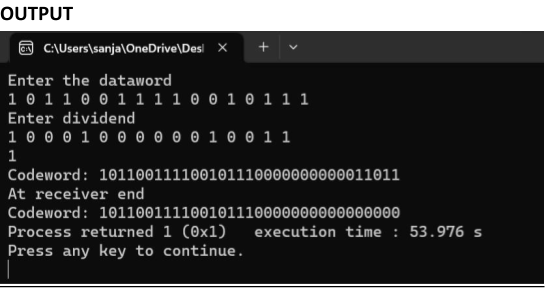 OUTPUT
C:\Users\sanja\OneDrive\Des
Enter the dataword
1 0 1 1 0 0 1 1 1 1 0 0 1 0 1 1 1
Enter dividend
1 0 0 0 1 0 0 0 0 0 0 1 0 0 1 1
1
Codeword: 101100111100101110000000000011011
At receiver end
Codeword: 101100111100101110000000000000000
Process returned 1 (0x1)   execution time : 53.976 s
Press any key to continue.